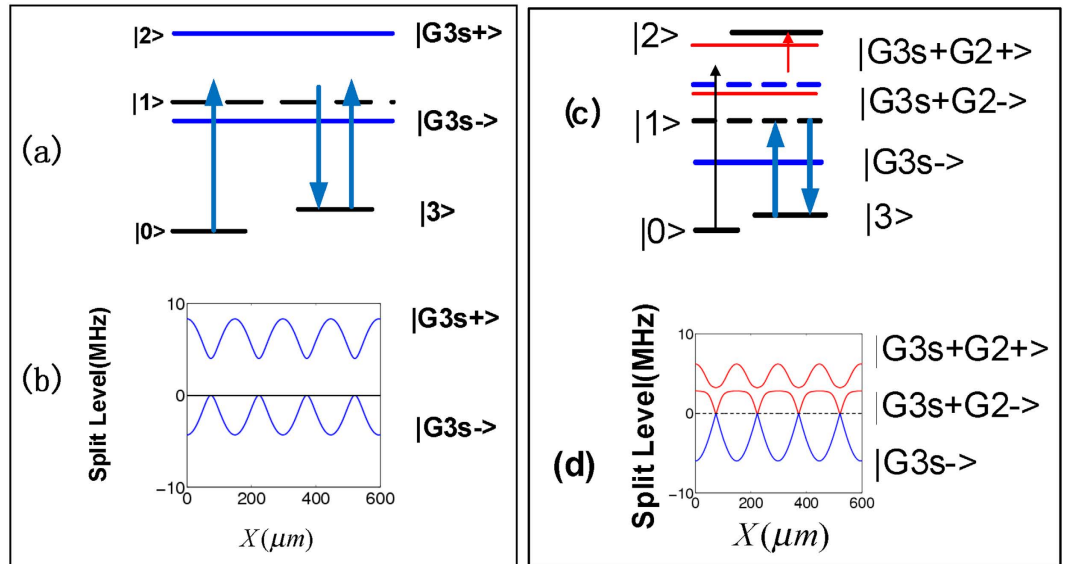 (a)
|2>
|G3s+>
|1>
|G3s->
|3>
|0>
(b)
Split Level(MHz)
10
0
−10
0
200
400
600
X(μm)
|G3s+>
|G3s->
(c)
|2>
|G3s+G2+>
|G3s+G2->
|1>
|G3s->
|3>
|0>
(d)
Split Level(MHz)
10
0
−10
0
200
400
600
X(μm)
|G3s+G2+>
|G3s+G2->
|G3s->